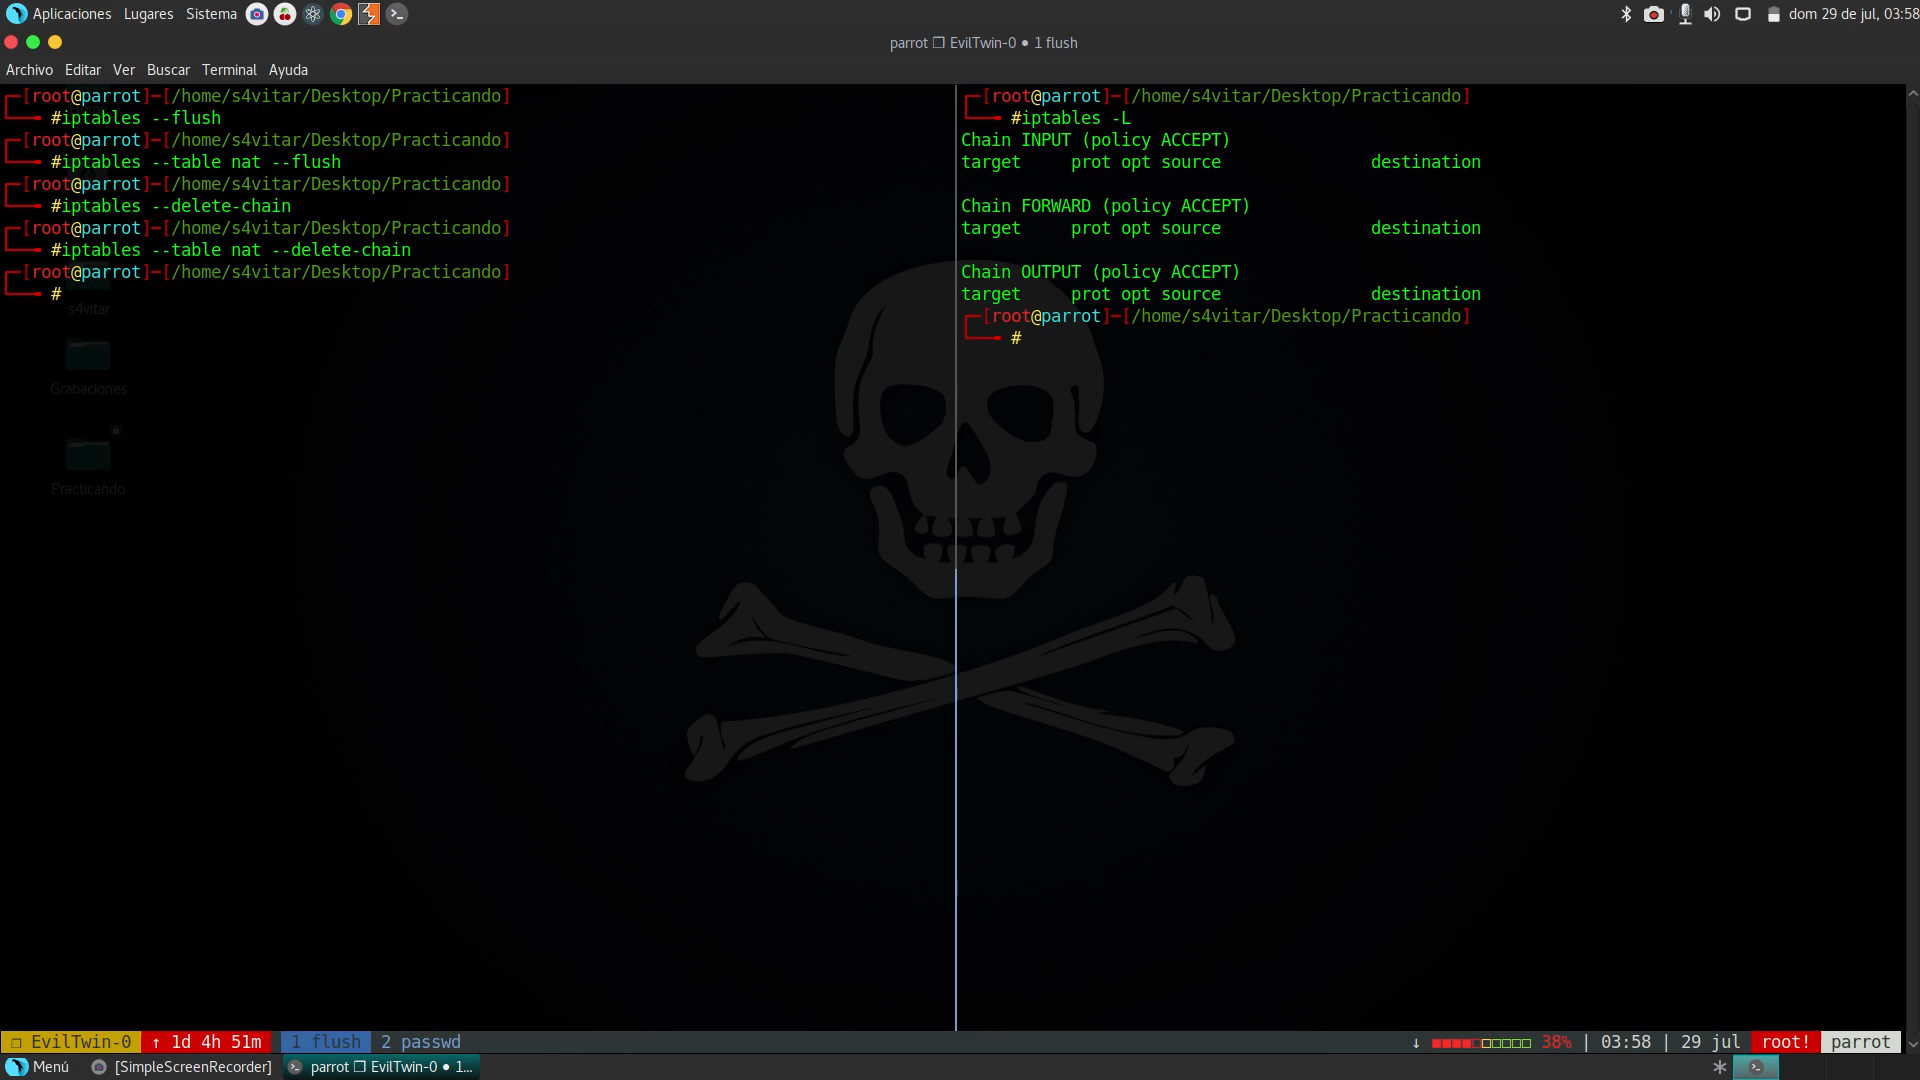 Aplicaciones Lugares Sistema dom 29 de jul, 03:58
parrot ❐ EvilTwin-0 ● 1 flush
Archivo Editar Ver Buscar Terminal Ayuda
┌─[root@parrot]─[/home/s4vitar/Desktop/Practicando]
└──╼ #iptables --flush
┌─[root@parrot]─[/home/s4vitar/Desktop/Practicando]
└──╼ #iptables --table nat --flush
┌─[root@parrot]─[/home/s4vitar/Desktop/Practicando]
└──╼ #iptables --delete-chain
┌─[root@parrot]─[/home/s4vitar/Desktop/Practicando]
└──╼ #iptables --table nat --delete-chain
┌─[root@parrot]─[/home/s4vitar/Desktop/Practicando]
└──╼ #
s4vitar
Grabaciones
Practicando
┌─[root@parrot]─[/home/s4vitar/Desktop/Practicando]
└──╼ #iptables -L
Chain INPUT (policy ACCEPT)
target     prot opt source               destination
Chain FORWARD (policy ACCEPT)
target     prot opt source               destination
Chain OUTPUT (policy ACCEPT)
target     prot opt source               destination
┌─[root@parrot]─[/home/s4vitar/Desktop/Practicando]
└──╼ #
❐ EvilTwin-0 ↑ 1d 4h 51m 1 flush 2 passwd ↓ 38% | 03:58 | 29 jul root! parrot
Menú [SimpleScreenRecorder] parrot ❐ EvilTwin-0 ● 1...